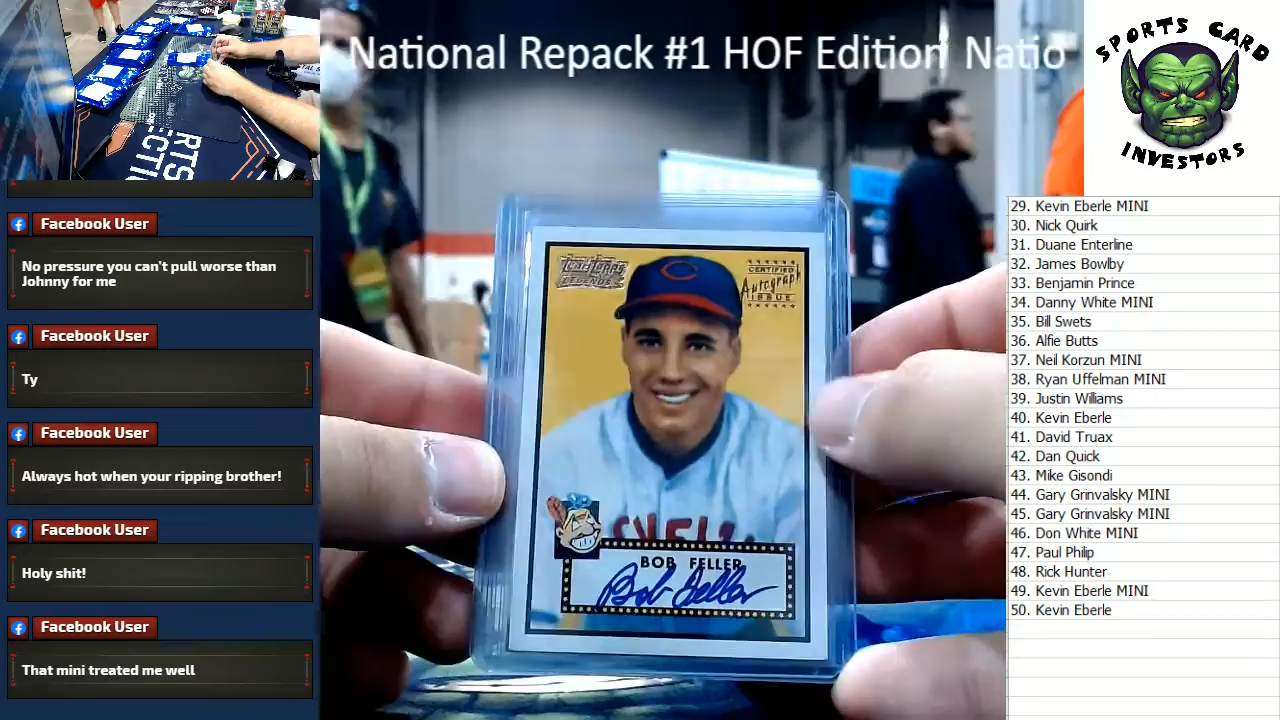 National Repack #1 HOF Edition Natio
SPORTS CARD
INVESTORS
RTS
CTION
Facebook User
No pressure you can't pull worse than
Johnny for me
Facebook User
Ty
Facebook User
Always hot when your ripping brother!
Facebook User
Holy shit!
Facebook User
That mini treated me well
TOPPS
LEGENDS
CERTIFIED
Autograph
ISSUE
BOB FELLER
Bob Feller
29. Kevin Eberle MINI
30. Nick Quirk
31. Duane Enterline
32. James Bowlby
33. Benjamin Prince
34. Danny White MINI
35. Bill Swets
36. Alfie Butts
37. Neil Korzun MINI
38. Ryan Uffelman MINI
39. Justin Williams
40. Kevin Eberle
41. David Truax
42. Dan Quick
43. Mike Gisondi
44. Gary Grinvalsky MINI
45. Gary Grinvalsky MINI
46. Don White MINI
47. Paul Philp
48. Rick Hunter
49. Kevin Eberle MINI
50. Kevin Eberle